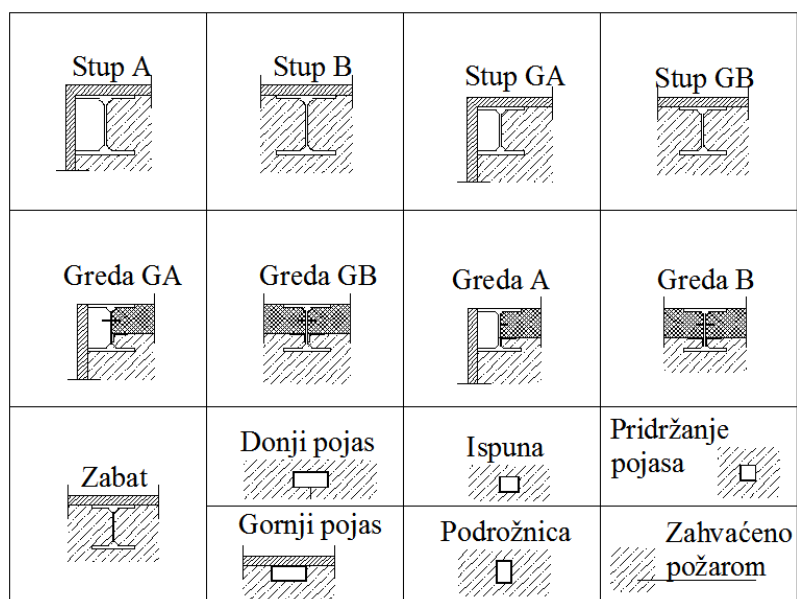 Stup A
Stup B
Stup GA
Stup GB
Greda GA
Greda GB
Greda A
Greda B
Zabat
Donji pojas
Ispuna
Pridržanje
pojasa
Gornji pojas
Podrožnica
Zahvaćeno
požarom